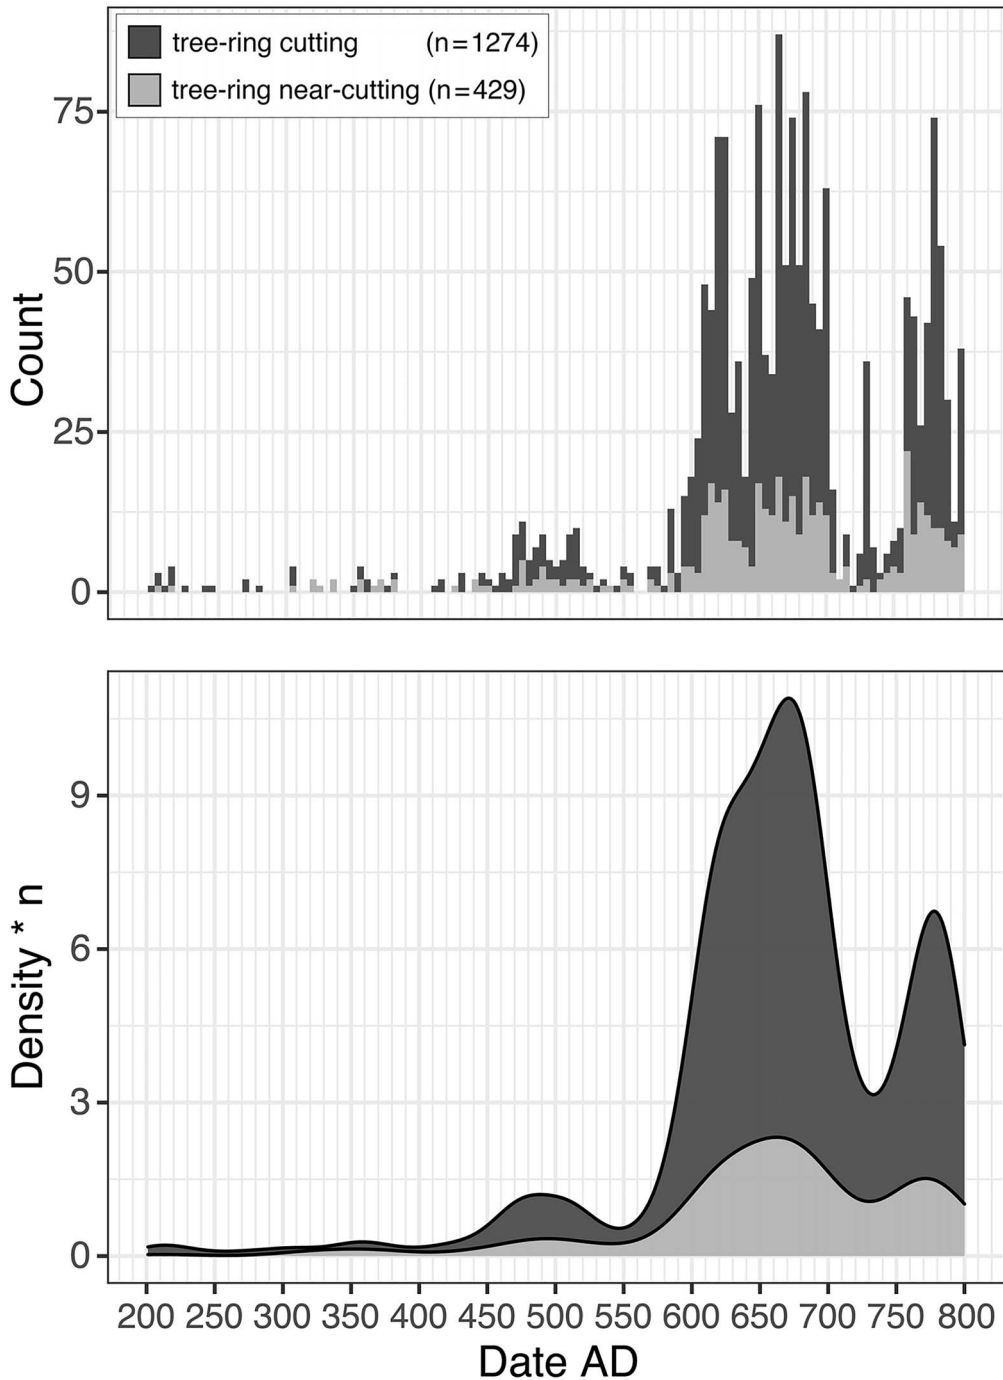 tree-ring cutting (n=1274)
tree-ring near-cutting (n=429)
75
50
25
0
Count
9
6
3
0
Density * n
200 250 300 350 400 450 500 550 600 650 700 750 800
Date AD